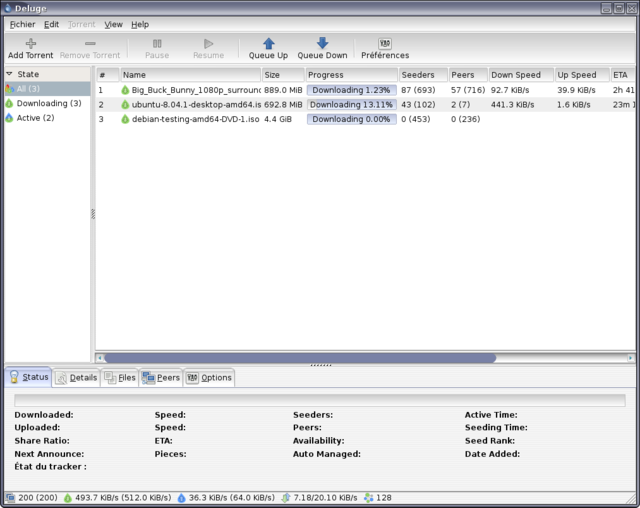 Deluge
Fichier Edit Torrent View Help
Add Torrent Remove Torrent Pause Resume Queue Up Queue Down Préférences
State
All (3)
Downloading (3)
Active (2)
# Name Size Progress Seeders Peers Down Speed Up Speed ETA
1 Big_Buck_Bunny_1080p_surroun 889.0 MiB Downloading 1.23% 87 (693) 57 (716) 92.7 KiB/s 39.9 KiB/s 2h 41
2 ubuntu-8.04.1-desktop-amd64.is 692.8 MiB Downloading 13.11% 43 (102) 2 (7) 441.3 KiB/s 1.6 KiB/s 23m 1
3 debian-testing-amd64-DVD-1.iso 4.4 GiB Downloading 0.00% 0 (453) 0 (236)
Status Details Files Peers Options
Downloaded: Speed: Seeders: Active Time:
Uploaded: Speed: Peers: Seeding Time:
Share Ratio: ETA: Availability: Seed Rank:
Next Announce: Pieces: Auto Managed: Date Added:
État du tracker :
200 (200) 493.7 KiB/s (512.0 KiB/s) 36.3 KiB/s (64.0 KiB/s) 7.18/20.10 KiB/s 128